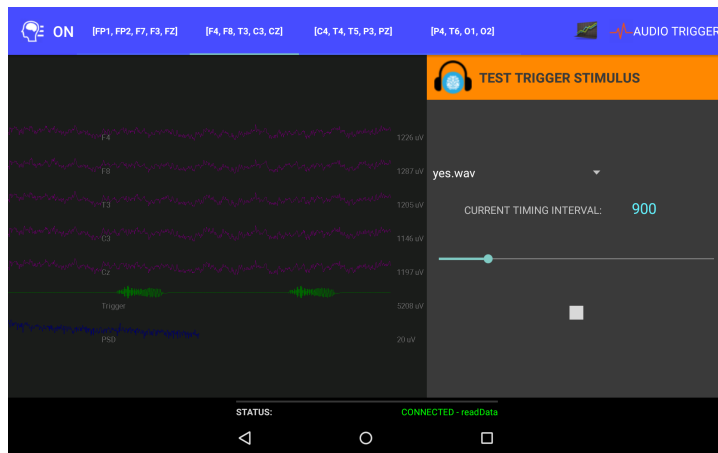 ON
[FP1, FP2, F7, F3, FZ]
[F4, F8, T3, C3, CZ]
[C4, T4, T5, P3, PZ]
[P4, T6, O1, O2]
AUDIO TRIGGER
TEST TRIGGER STIMULUS
F4
1226 uV
F8
1287 uV
T3
1205 uV
C3
1146 uV
Cz
1197 uV
Trigger
5208 uV
PSD
20 uV
yes.wav
CURRENT TIMING INTERVAL:
900
STATUS:
CONNECTED - readData